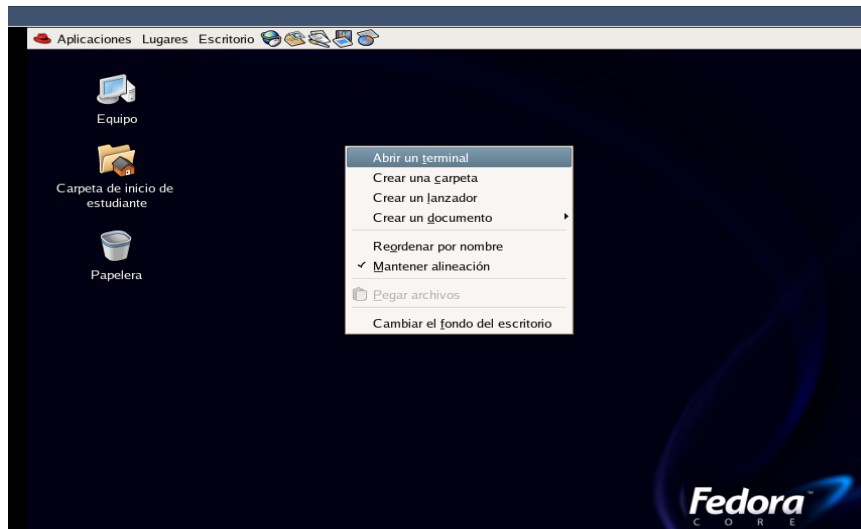 Aplicaciones Lugares Escritorio
Equipo
Carpeta de inicio de
estudiante
Papelera
Abrir un terminal
Crear una carpeta
Crear un lanzador
Crear un documento
Reordenar por nombre
Mantener alineación
Pegar archivos
Cambiar el fondo del escritorio
Fedora™
CORE